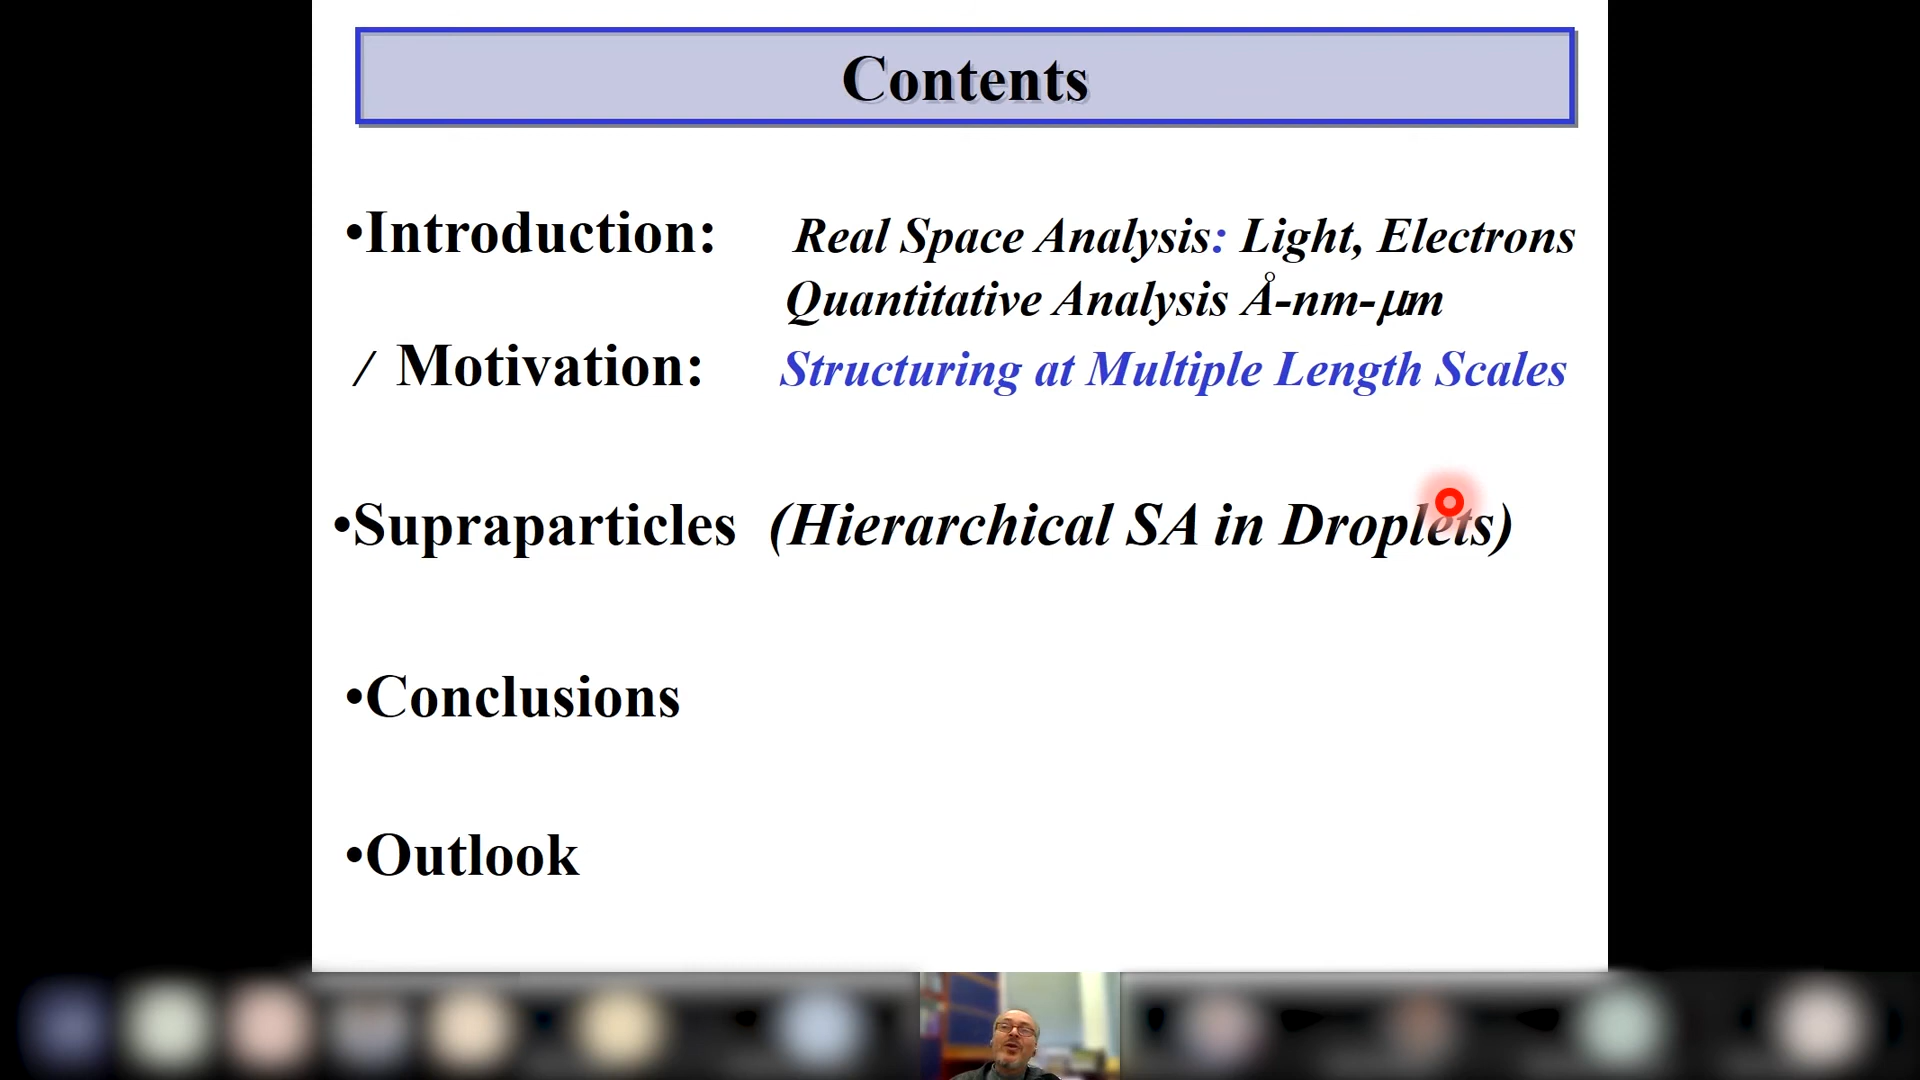 Contents
•Introduction: Real Space Analysis: Light, Electrons
Quantitative Analysis Å-nm-μm
/ Motivation: Structuring at Multiple Length Scales
•Supraparticles (Hierarchical SA in Droplets)
•Conclusions
•Outlook